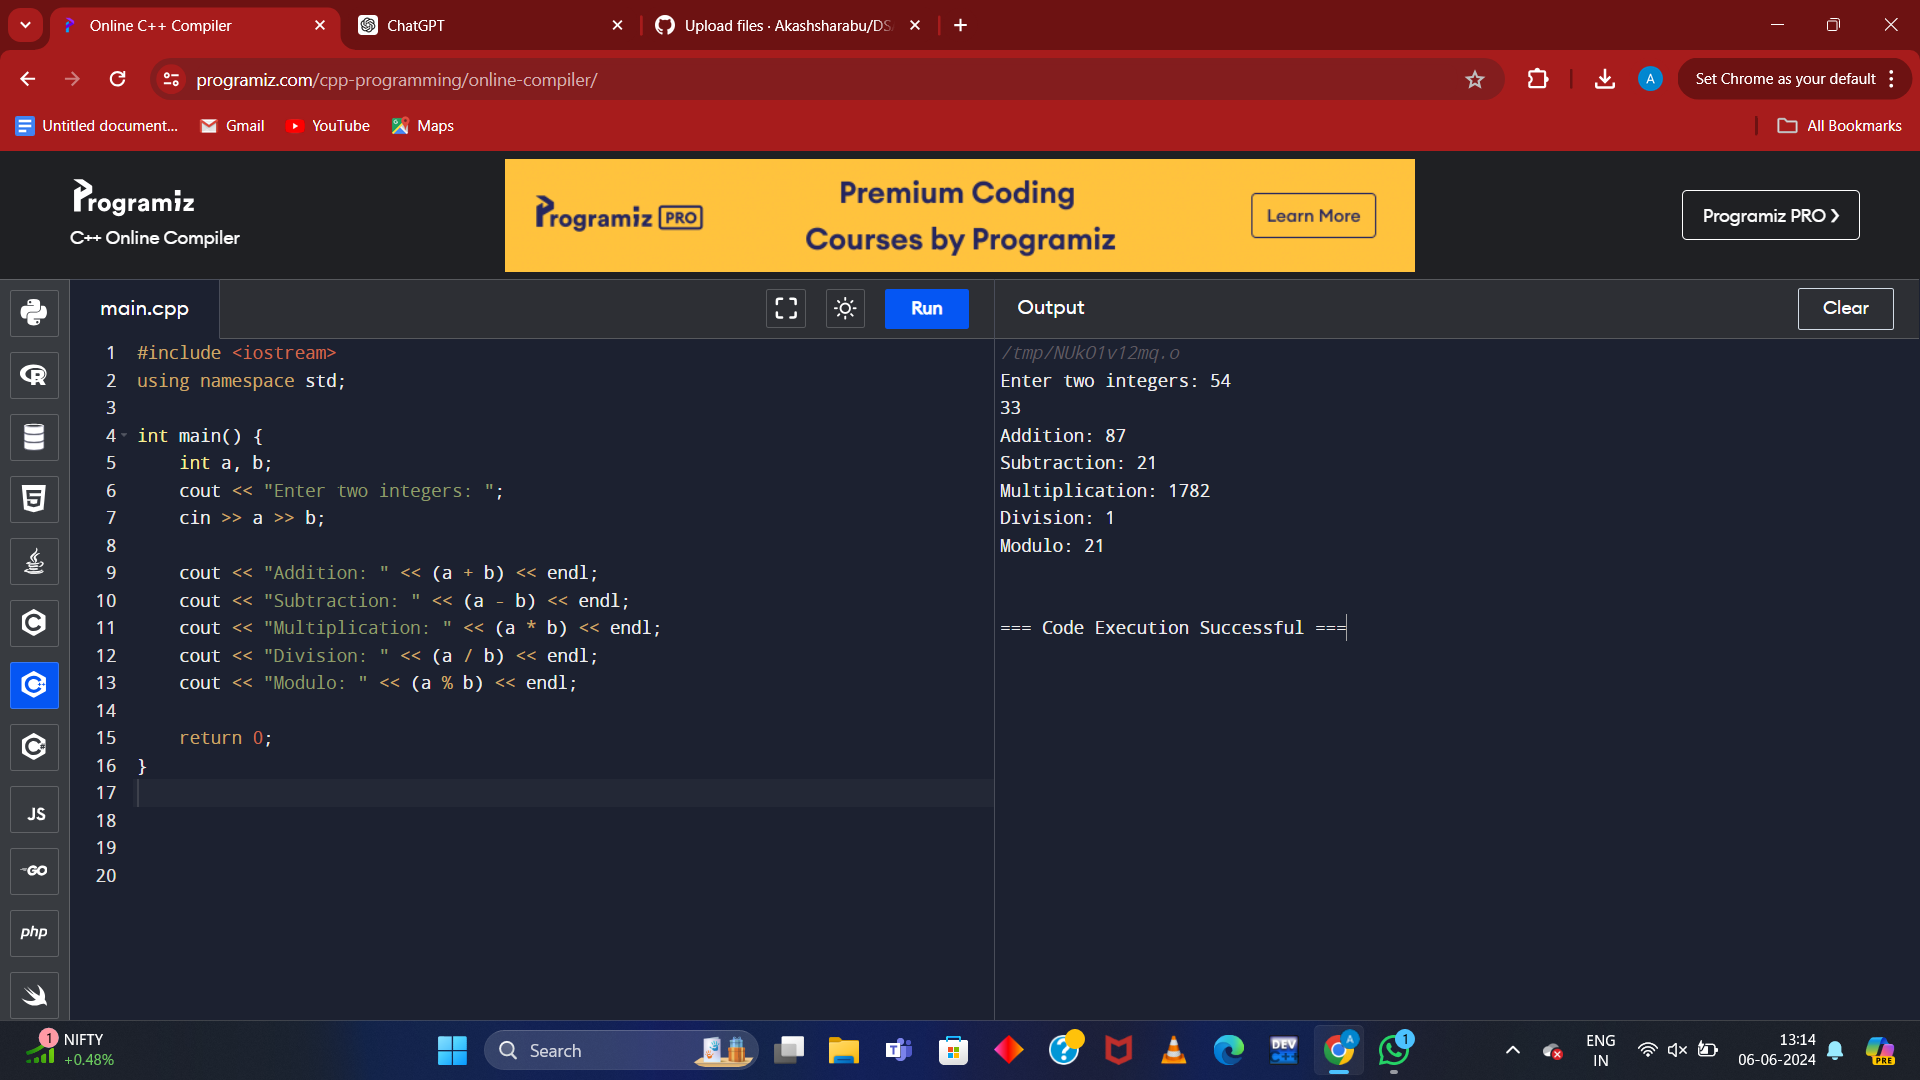 Online C++ Compiler
ChatGPT
Upload files · Akashsharabu/DS
programiz.com/cpp-programming/online-compiler/
A
Set Chrome as your default
Untitled document...
Gmail
YouTube
Maps
All Bookmarks
Programiz
C++ Online Compiler
Programiz PRO
Premium Coding
Courses by Programiz
Learn More
Programiz PRO
main.cpp
Run
Output
Clear
1 #include <iostream>
2 using namespace std;
3
4 int main() {
5 int a, b;
6 cout << "Enter two integers: ";
7 cin >> a >> b;
8
9 cout << "Addition: " << (a + b) << endl;
10 cout << "Subtraction: " << (a - b) << endl;
11 cout << "Multiplication: " << (a * b) << endl;
12 cout << "Division: " << (a / b) << endl;
13 cout << "Modulo: " << (a % b) << endl;
14
15 return 0;
16 }
17
18
19
20
/tmp/NUkO1v12mq.o
Enter two integers: 54
33
Addition: 87
Subtraction: 21
Multiplication: 1782
Division: 1
Modulo: 21
=== Code Execution Successful ===
R
5
C
C
C
JS
GO
php
1
NIFTY
+0.48%
Search
DEV
A
1
ENG
IN
13:14
06-06-2024
PRE